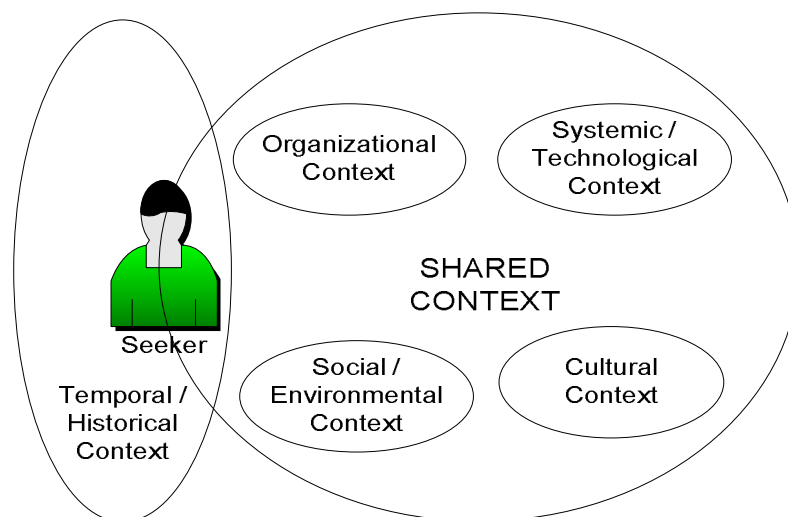 Organizational
Context
Systemic /
Technological
Context
SHARED
CONTEXT
Seeker
Temporal /
Historical
Context
Social /
Environmental
Context
Cultural
Context